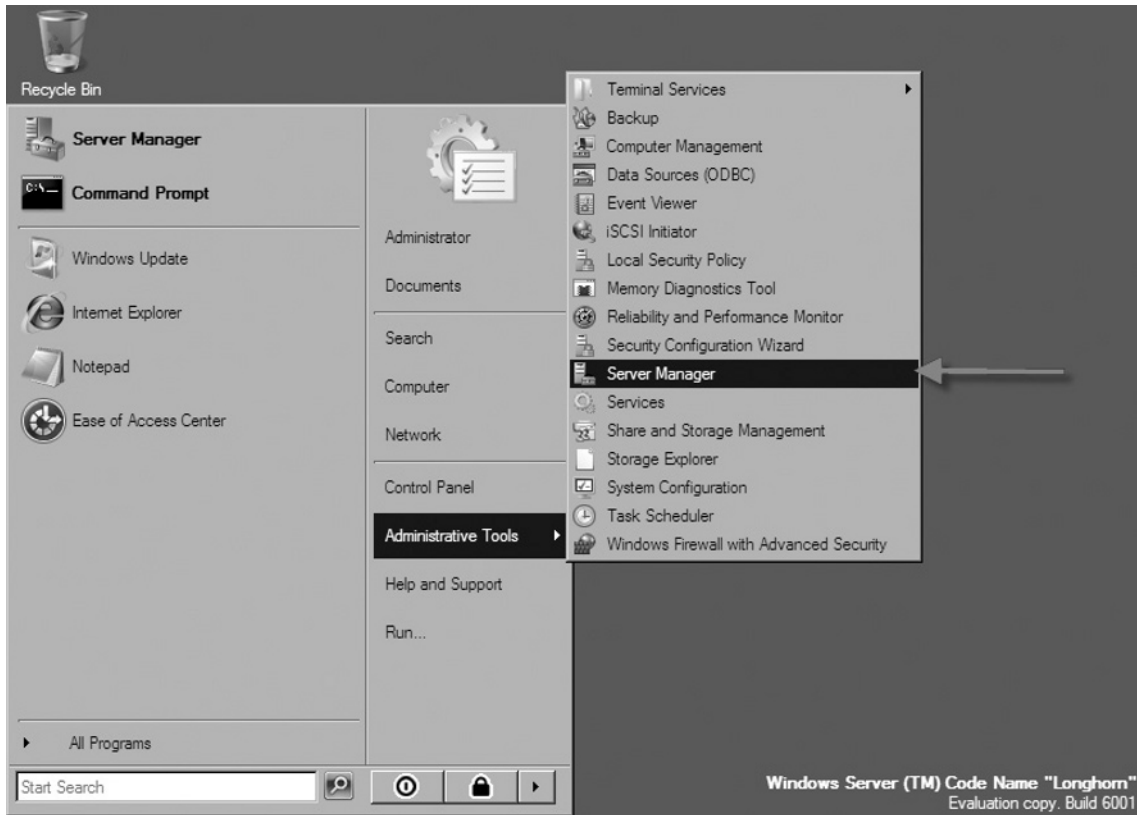 Recycle Bin
Server Manager
C:\_
Command Prompt
Windows Update
Internet Explorer
Notepad
Ease of Access Center
All Programs
Start Search
Administrator
Documents
Search
Computer
Network
Control Panel
Administrative Tools
Help and Support
Run...
Terminal Services
Backup
Computer Management
Data Sources (ODBC)
Event Viewer
iSCSI Initiator
Local Security Policy
Memory Diagnostics Tool
Reliability and Performance Monitor
Security Configuration Wizard
Server Manager
Services
Share and Storage Management
Storage Explorer
System Configuration
Task Scheduler
Windows Firewall with Advanced Security
Windows Server (TM) Code Name "Longhorn"
Evaluation copy. Build 6001